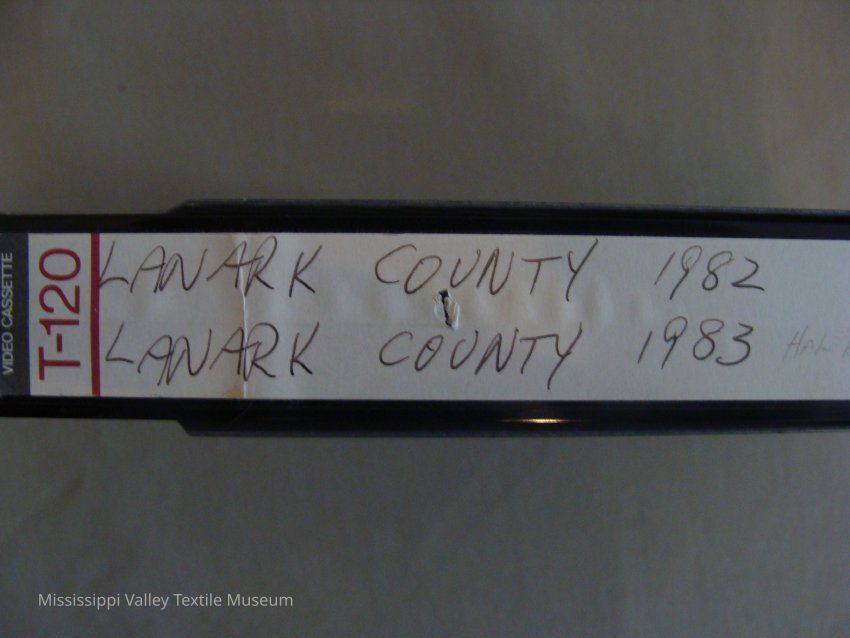 VIDEO CASSETTE
T-120
LANARK COUNTY 1982
LANARK COUNTY 1983
Mississippi Valley Textile Museum